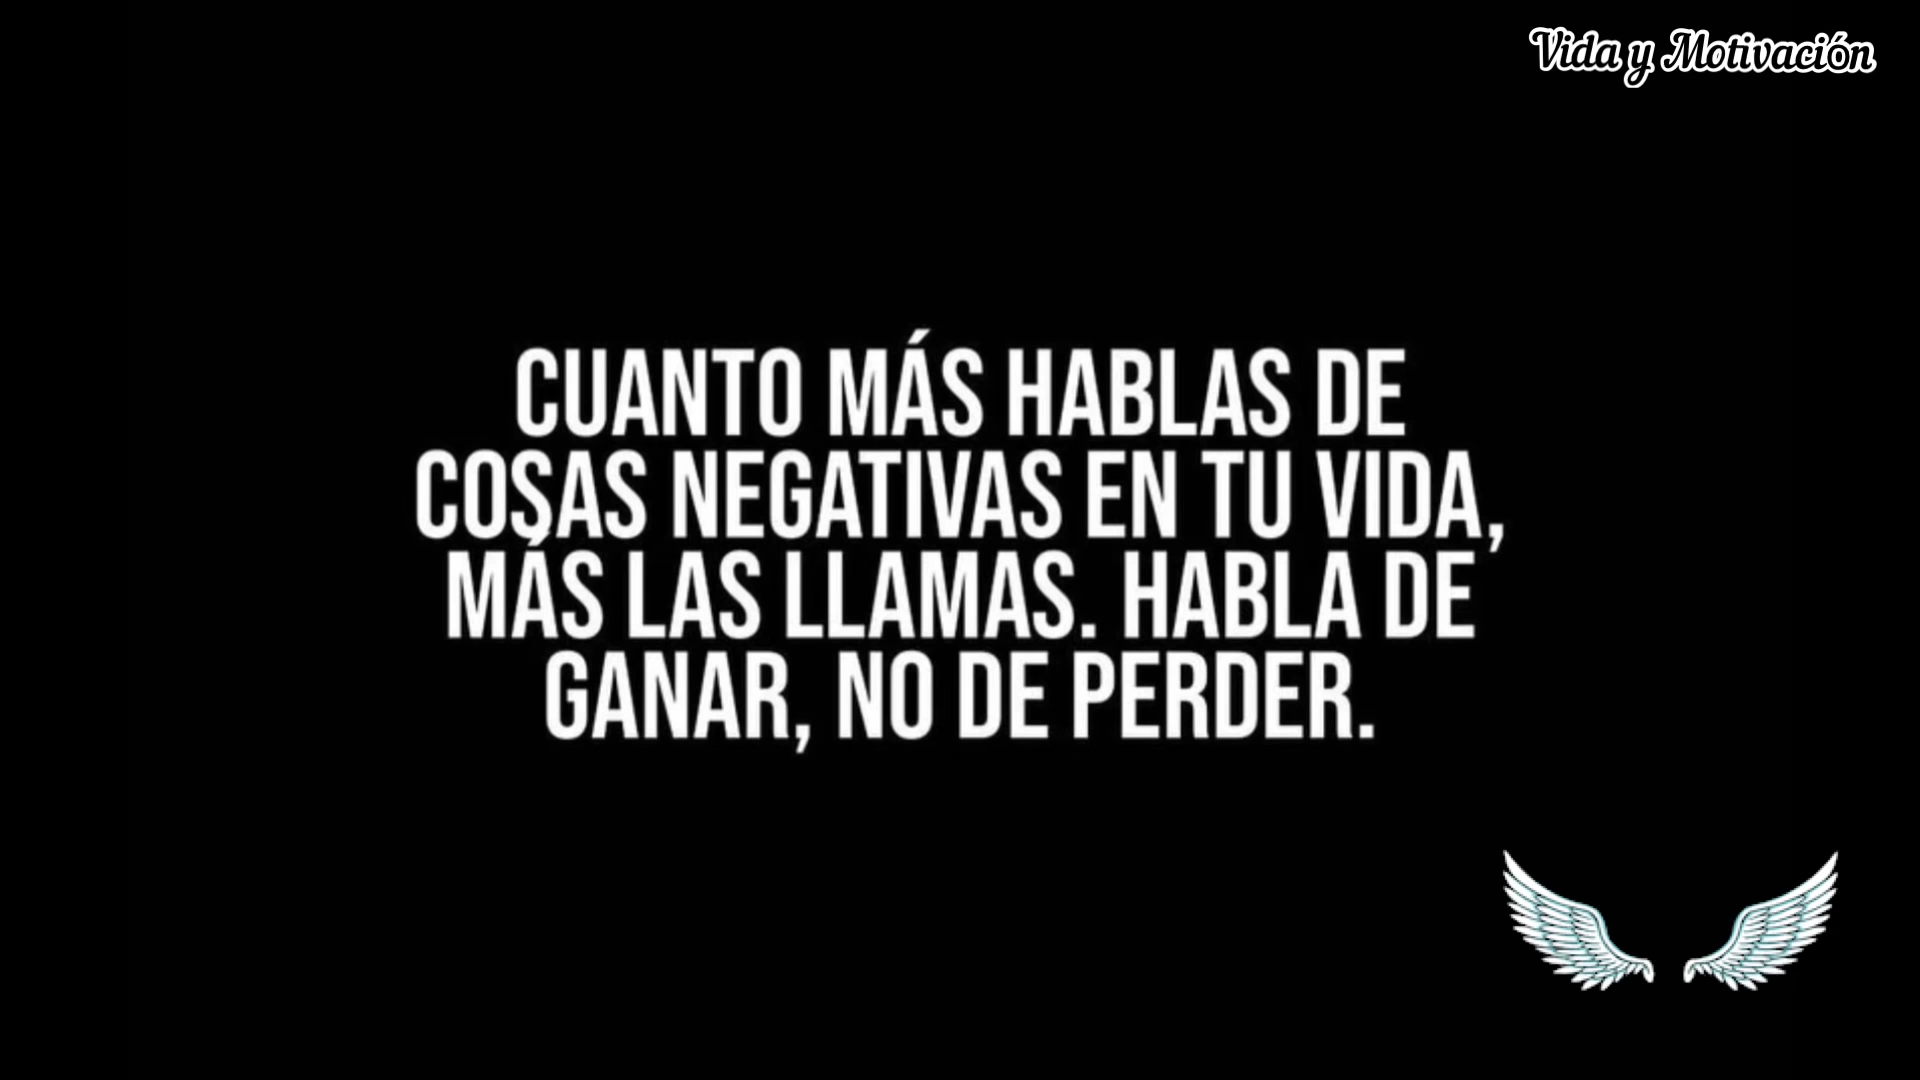 Vida y Motivación
CUANTO MÁS HABLAS DE
COSAS NEGATIVAS EN TU VIDA,
MÁS LAS LLAMAS. HABLA DE
GANAR, NO DE PERDER.